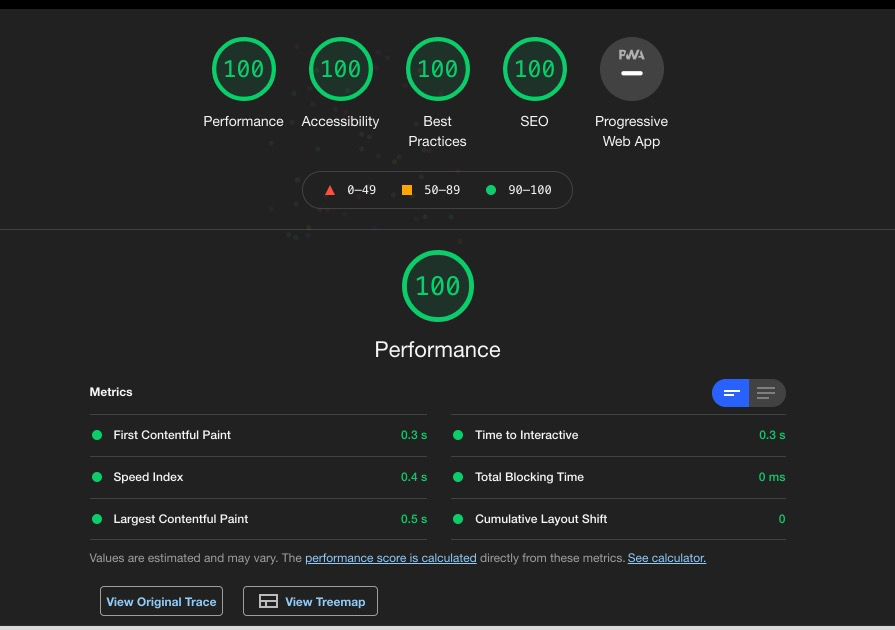 100 100 100 100 PWA
Performance Accessibility Best Practices SEO Progressive Web App
0–49 50–89 90–100
100
Performance
Metrics
First Contentful Paint 0.3 s Time to Interactive 0.3 s
Speed Index 0.4 s Total Blocking Time 0 ms
Largest Contentful Paint 0.5 s Cumulative Layout Shift 0
Values are estimated and may vary. The performance score is calculated directly from these metrics. See calculator.
View Original Trace View Treemap